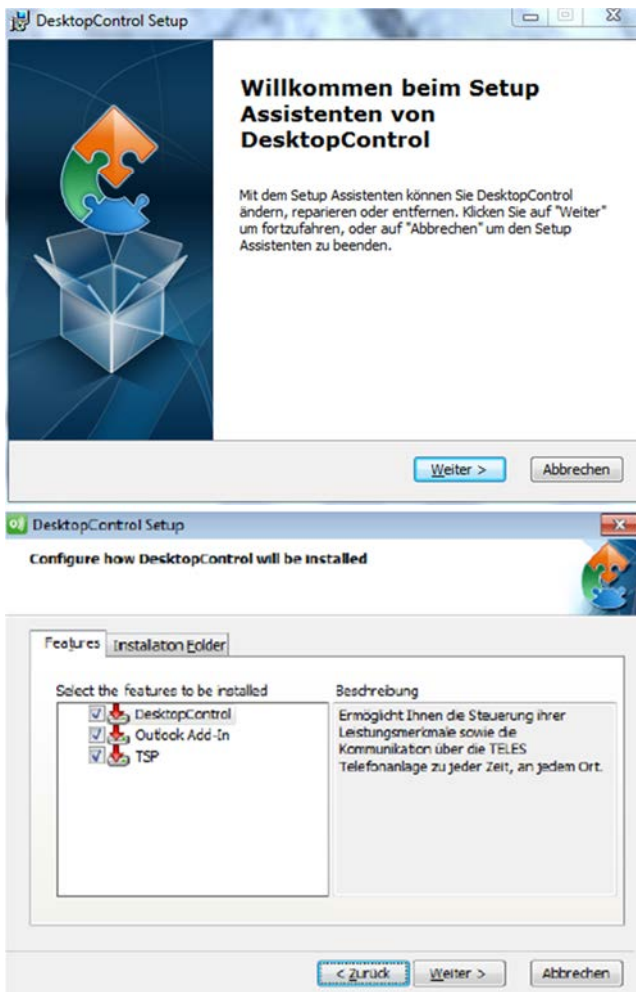 DesktopControl Setup
Willkommen beim Setup
Assistenten von
DesktopControl
Mit dem Setup Assistenten können Sie DesktopControl
ändern, reparieren oder entfernen. Klicken Sie auf "Weiter"
um fortzufahren, oder auf "Abbrechen" um den Setup
Assistenten zu beenden.
Weiter >
Abbrechen
DesktopControl Setup
Configure how DesktopControl will be Installed
Features
Installation Folder
Select the features to be installed
DesktopControl
Outlook Add-In
TSP
Beschreibung
Ermöglicht Ihnen die Steuerung ihrer
Leistungsmerkmale sowie die
Kommunikation über die TELES
Telefonanlage zu jeder Zeit, an jedem Ort.
< Zurück
Weiter >
Abbrechen